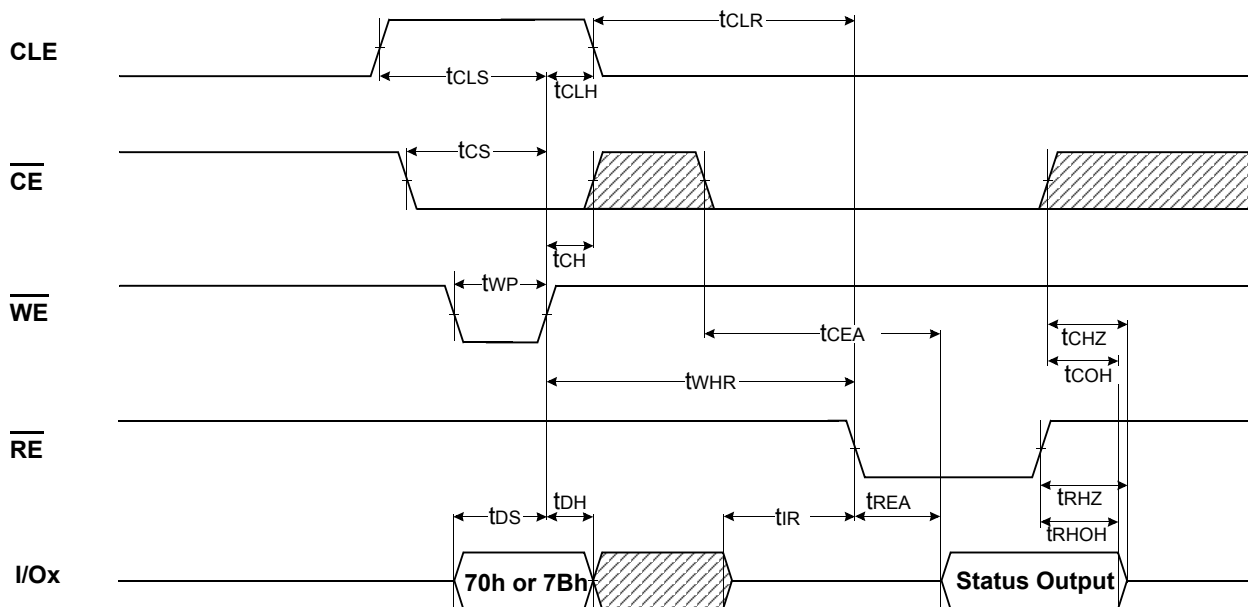 CLE
tCLR
tCLS
tCLH
CE
tCS
tCH
WE
tWP
tCEA
tCHZ
tCOH
tWHR
RE
tREA
tRHZ
tRHOH
tDS
tDH
tIR
I/Ox
70h or 7Bh
Status Output